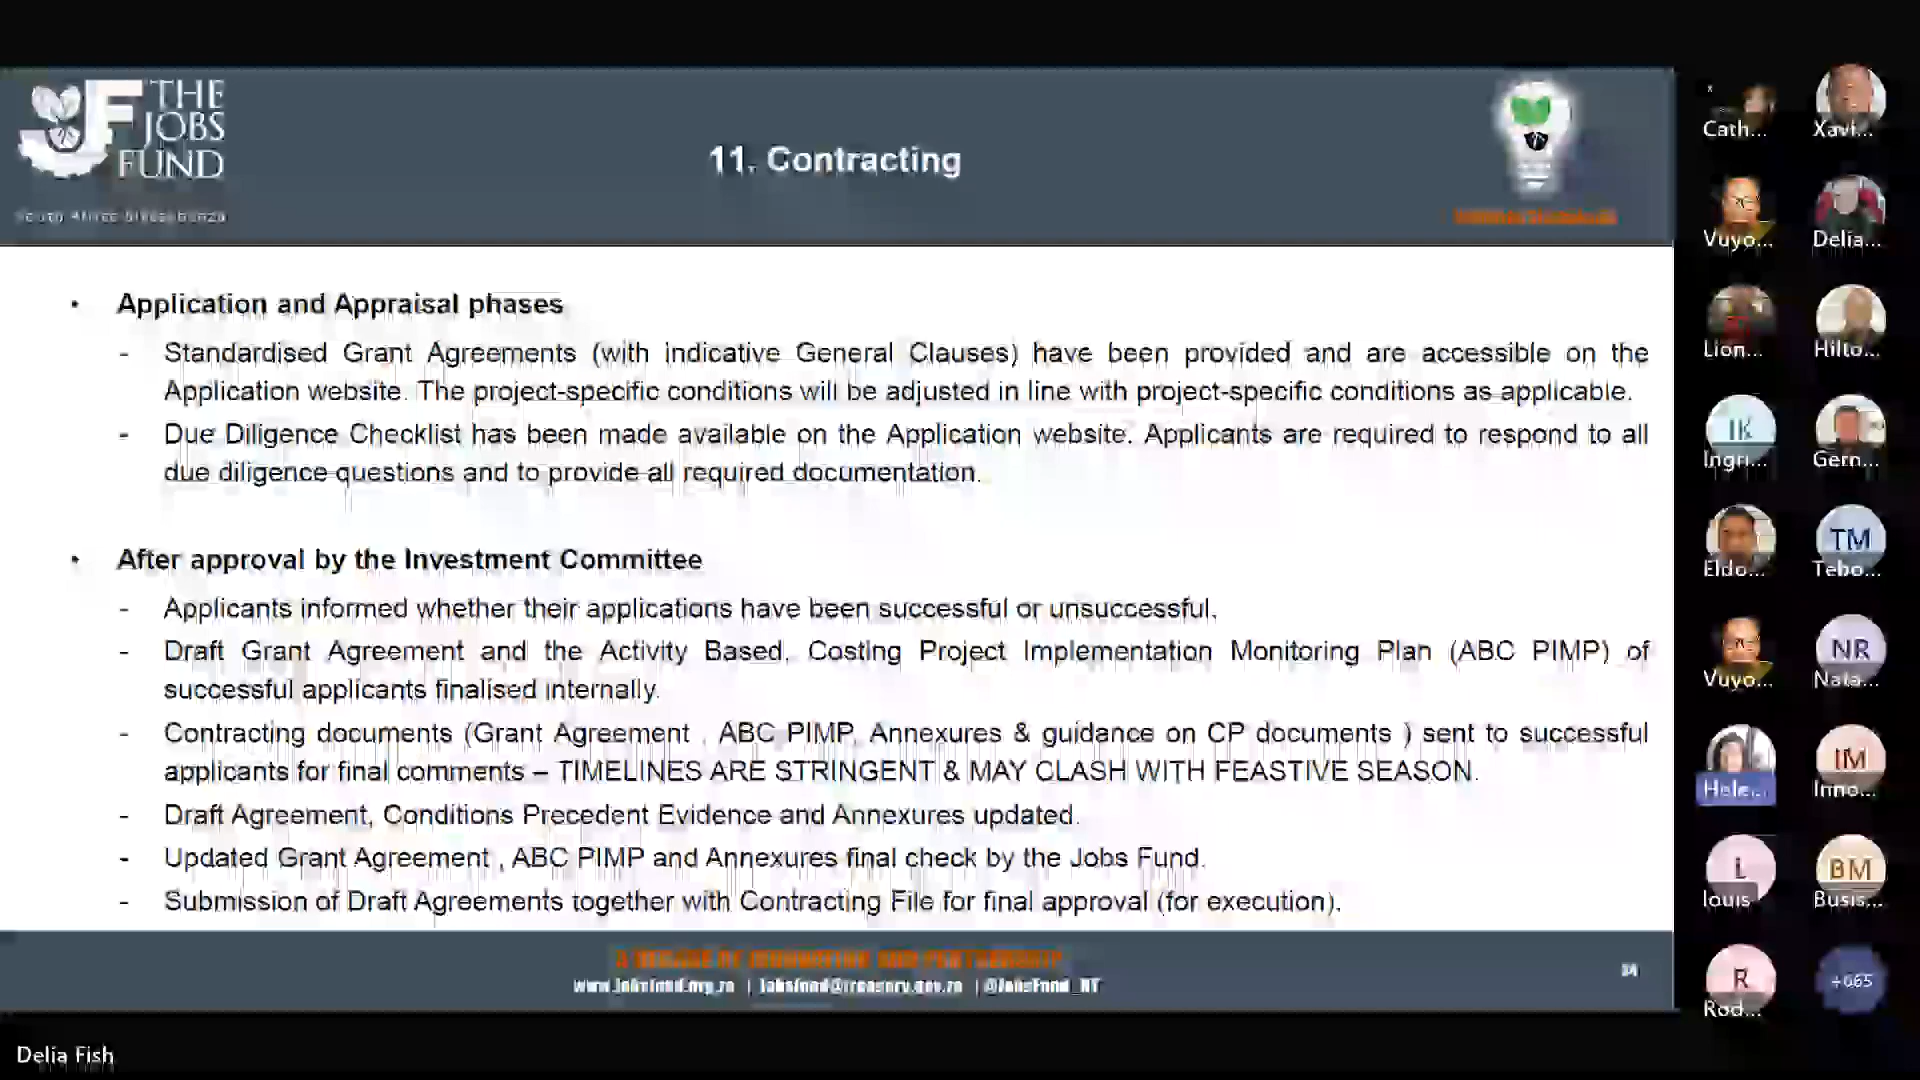 THE
JOBS
FUND
11. Contracting
• Application and Appraisal phases
- Standardised Grant Agreements (with indicative General Clauses) have been provided and are accessible on the
Application website. The project-specific conditions will be adjusted in line with project-specific conditions as applicable.
- Due Diligence Checklist has been made available on the Application website. Applicants are required to respond to all
due diligence questions and to provide all required documentation.
• After approval by the Investment Committee
- Applicants informed whether their applications have been successful or unsuccessful.
- Draft Grant Agreement and the Activity Based, Costing Project Implementation Monitoring Plan (ABC PIMP) of
successful applicants finalised internally.
- Contracting documents (Grant Agreement , ABC PIMP, Annexures & guidance on CP documents ) sent to successful
applicants for final comments – TIMELINES ARE STRINGENT & MAY CLASH WITH FEASTIVE SEASON.
- Draft Agreement, Conditions Precedent Evidence and Annexures updated.
- Updated Grant Agreement , ABC PIMP and Annexures final check by the Jobs Fund.
- Submission of Draft Agreements together with Contracting File for final approval (for execution).
A DECADE OF INNOVATION AND PARTNERSHIP
www.jobsfund.org.za | jobsfund@treasury.gov.za | @JobsFund_NT
Cath... Xavi...
Vuyo... Delia...
Lion... Hilto...
IK
Ingri... Gern...
TM
Eldo... Tebo...
NR
Vuyo... Nata...
IM
Hele... Inno...
L BM
louis Busis...
R +665
Rod...
Delia Fish